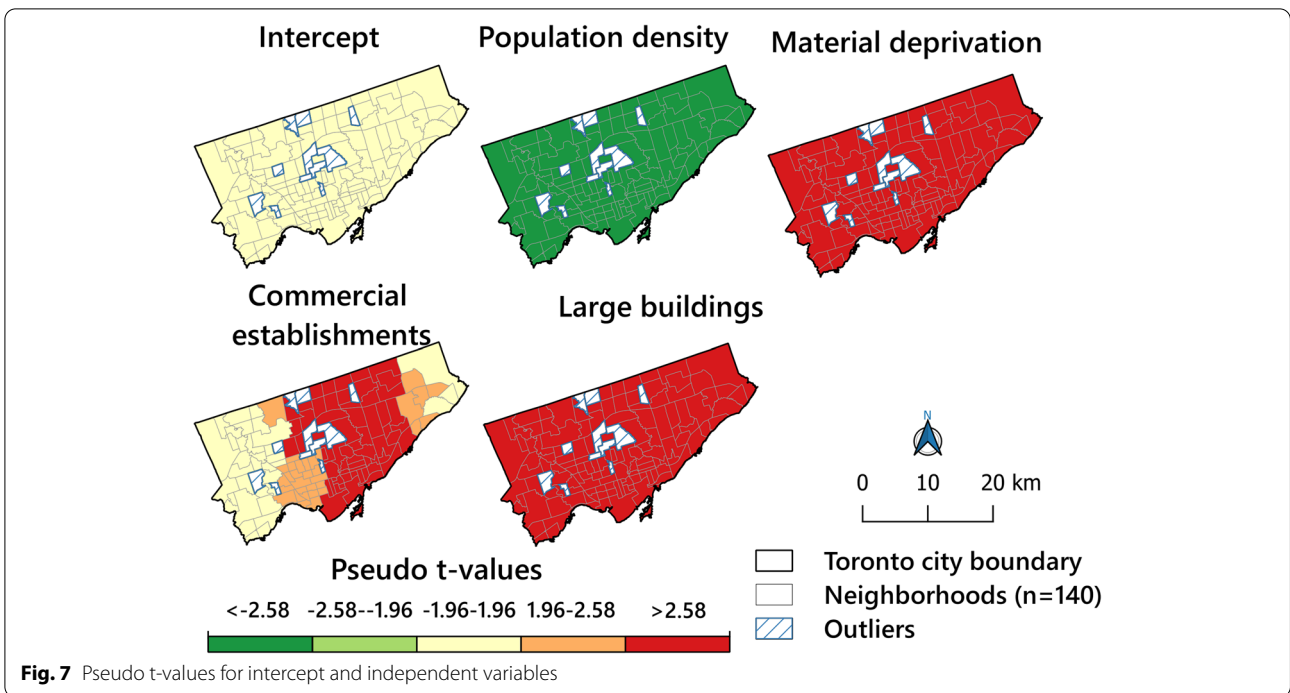 Intercept
Population density
Material deprivation
Commercial
establishments
Large buildings
N
0 10 20 km
Pseudo t-values
<-2.58 -2.58--1.96 -1.96-1.96 1.96-2.58 >2.58
Toronto city boundary
Neighborhoods (n=140)
Outliers
Fig. 7 Pseudo t-values for intercept and independent variables